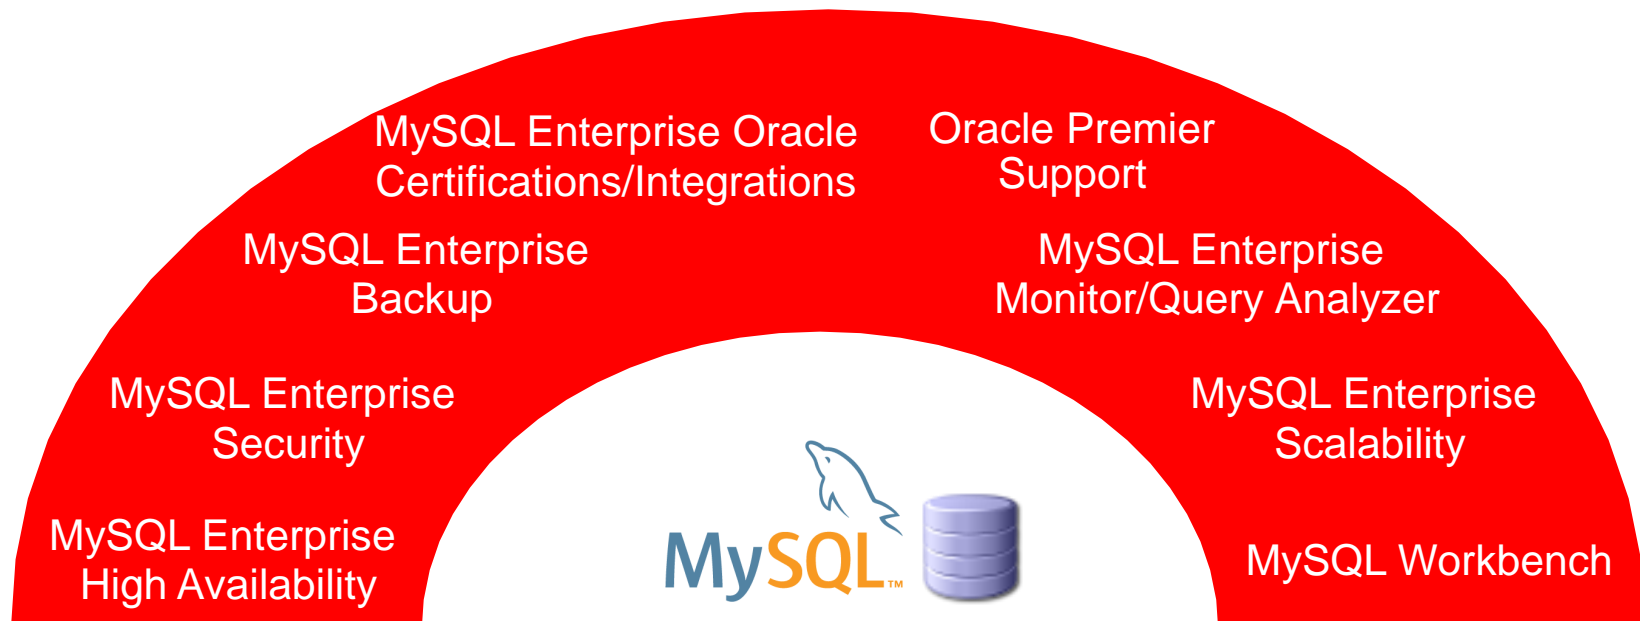 MySQL Enterprise Oracle
Certifications/Integrations
Oracle Premier
Support
MySQL Enterprise
Backup
MySQL Enterprise
Monitor/Query Analyzer
MySQL Enterprise
Security
MySQL Enterprise
Scalability
MySQL Enterprise
High Availability
MySQL™
MySQL Workbench